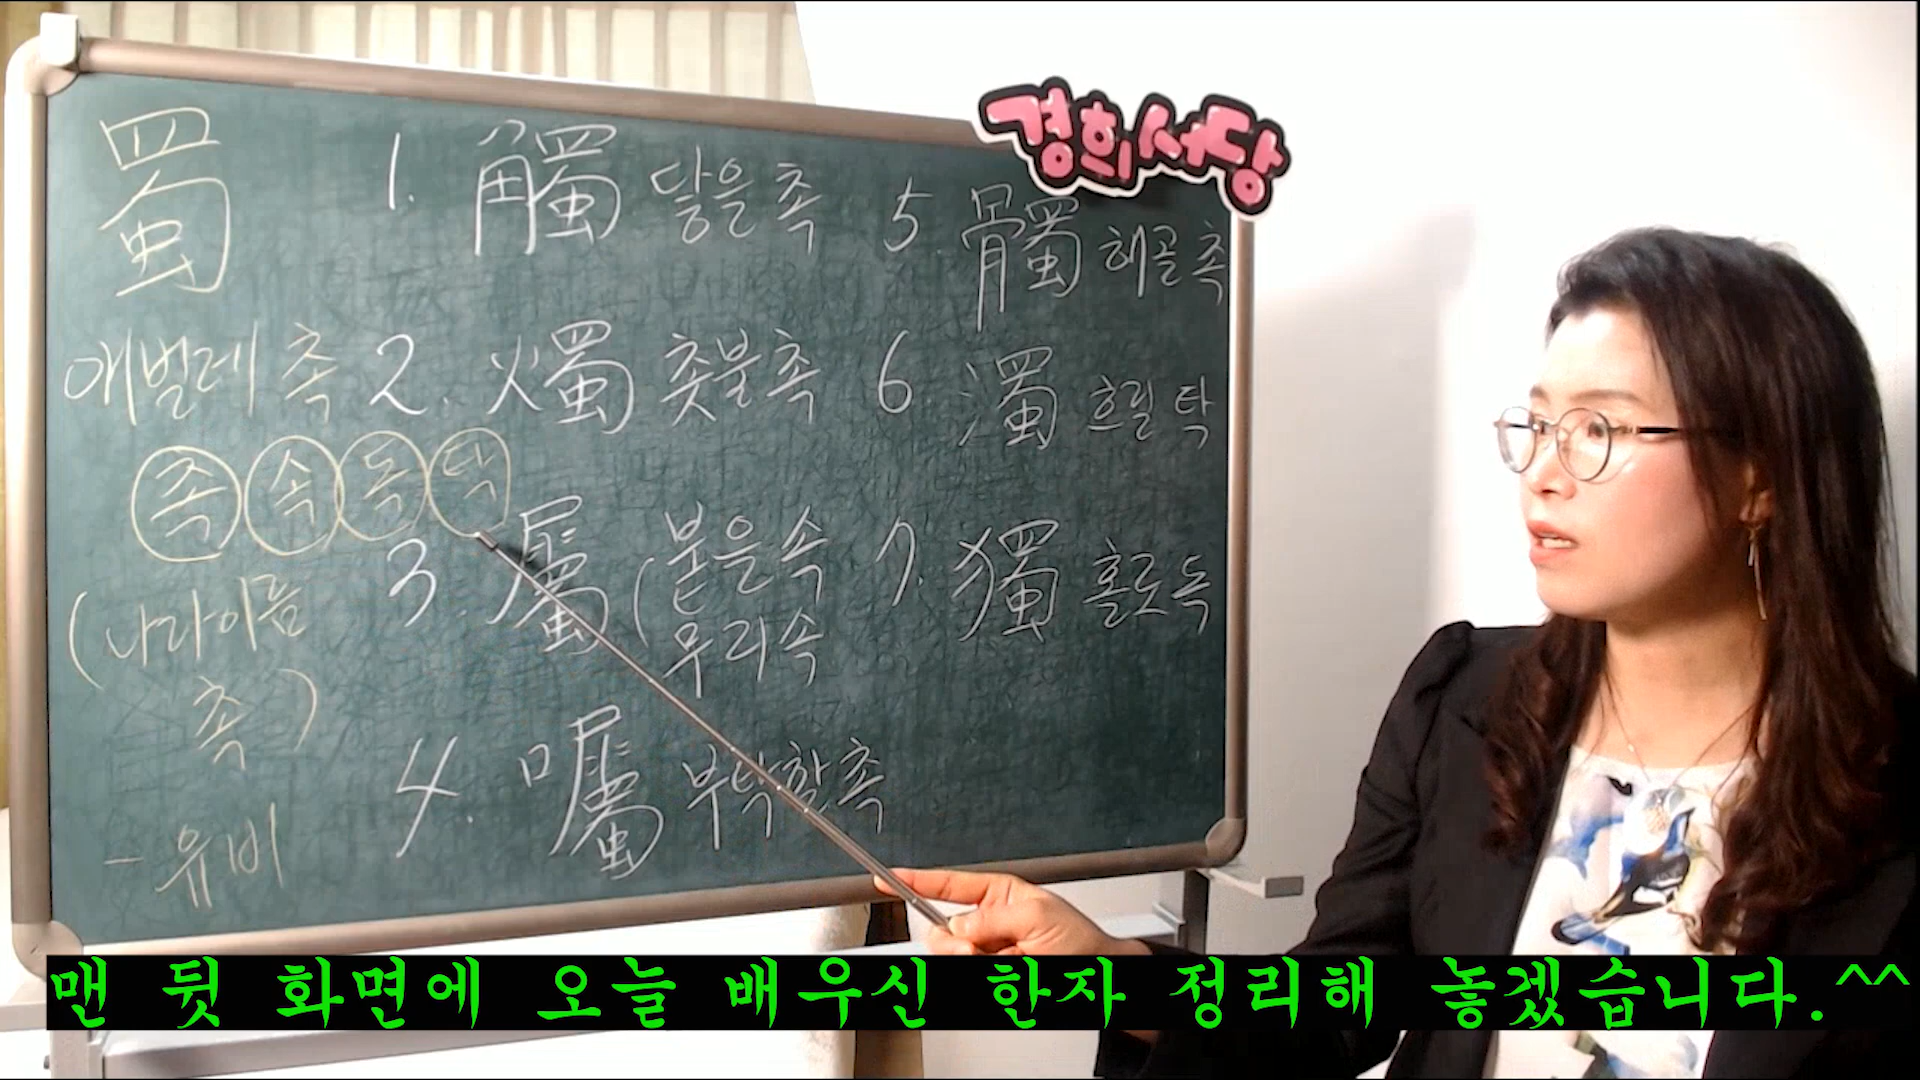 경희서당
蜀
애벌레 촉
촉 속 독 탁
(나라이름
촉)
- 유비
1. 觸 닿을 촉
2. 燭 촛불 촉
3. 屬 (붙을 속
무리 속
4. 囑 부탁할 촉
5. 髑 해골 촉
6 濁 흐릴 탁
7. 獨 홀로 독
맨 뒷 화면에 오늘 배우신 한자 정리해 놓겠습니다.^^